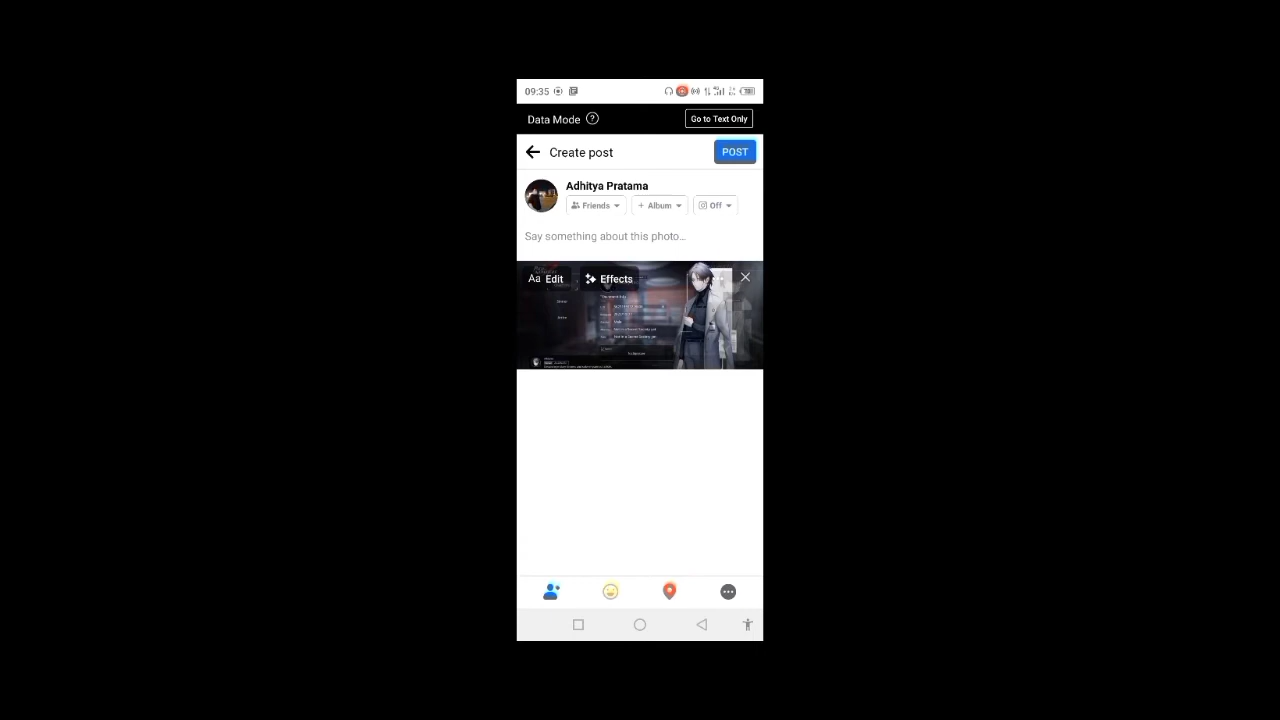 09:35
Data Mode
Go to Text Only
Create post
POST
Adhitya Pratama
Friends
+ Album
Off
Say something about this photo...
Aa Edit
Effects